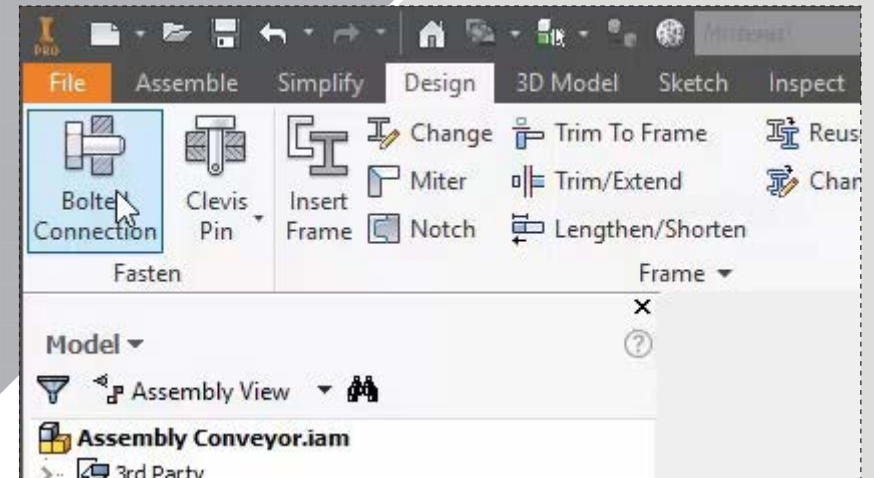 PRO
File Assemble Simplify Design 3D Model Sketch Inspect
Change Trim To Frame
Miter Trim/Extend
Bolted Connection Clevis Pin Insert Frame
Notch Lengthen/Shorten
Fasten Frame
Model
Assembly View
Assembly Conveyor.iam
3rd Party